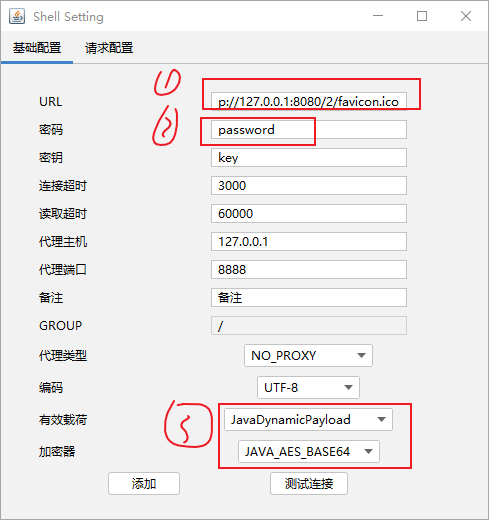 Shell Setting
基础配置 请求配置
1
URL p://127.0.0.1:8080/2/favicon.ico
2
密码 password
密钥 key
连接超时 3000
读取超时 60000
代理主机 127.0.0.1
代理端口 8888
备注 备注
GROUP /
代理类型 NO_PROXY
编码 UTF-8
有效载荷 JavaDynamicPayload
加密器 JAVA_AES_BASE64
添加 测试连接